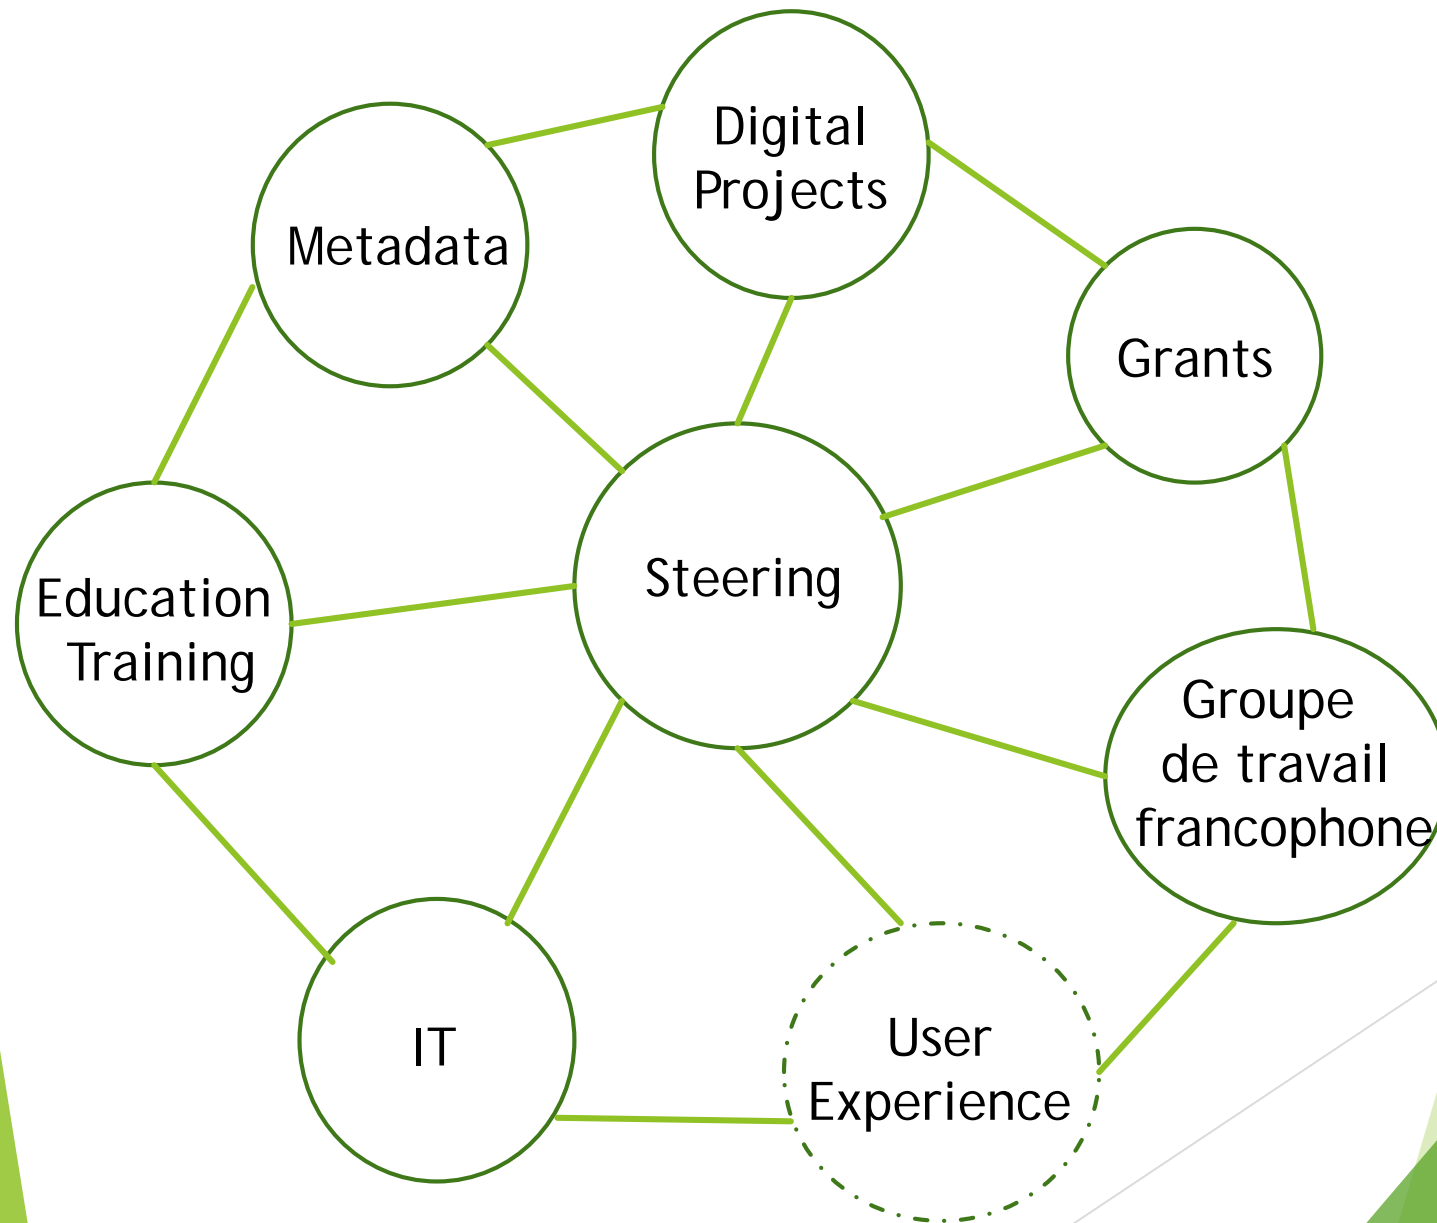 Digital
Projects
Metadata
Grants
Steering
Education
Training
Groupe
de travail
francophone
IT
User
Experience